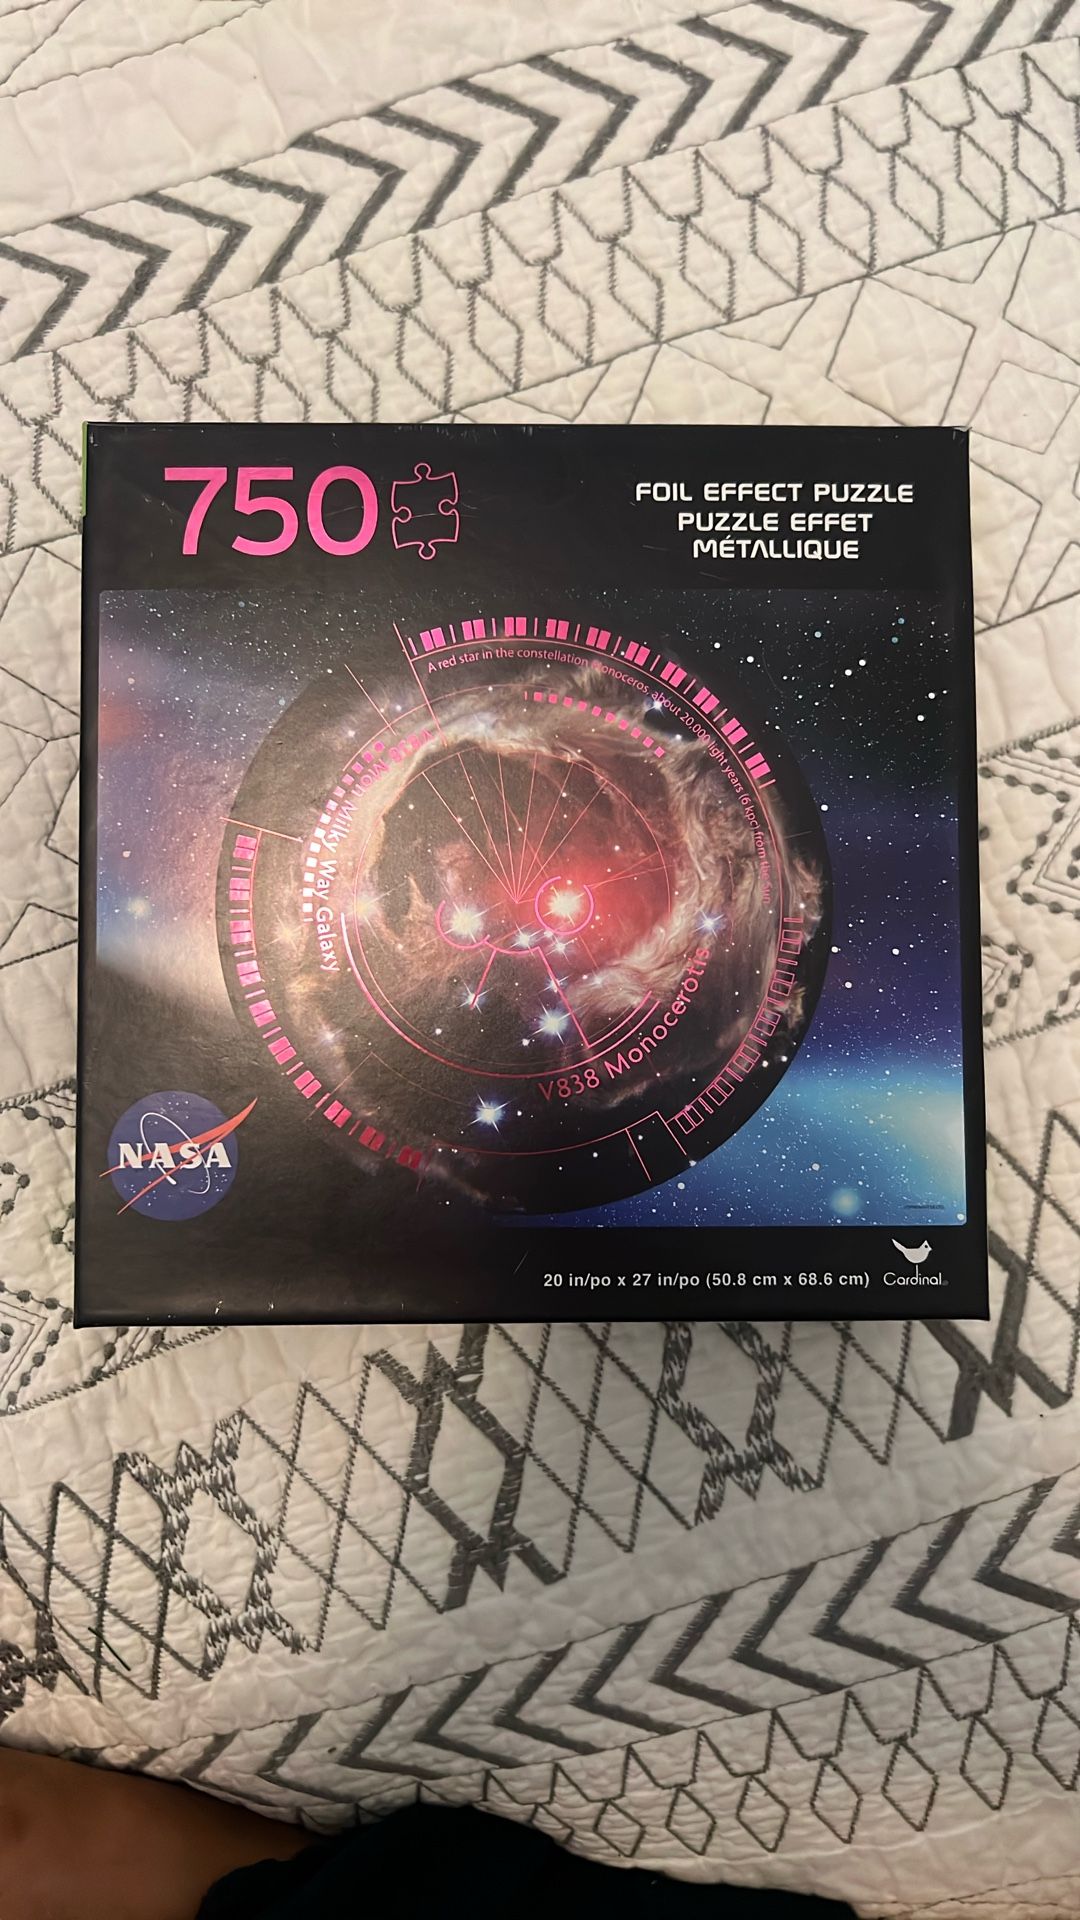 750
FOIL EFFECT PUZZLE
PUZZLE EFFET
MÉTALLIQUE
A red star in the constellation Monoceros, about 20,000 light years (6 kpc) from the Sun
V838 Mon Milky Way Galaxy
V838 Monocerotis
NASA
20 in/po x 27 in/po (50.8 cm x 68.6 cm)
Cardinal